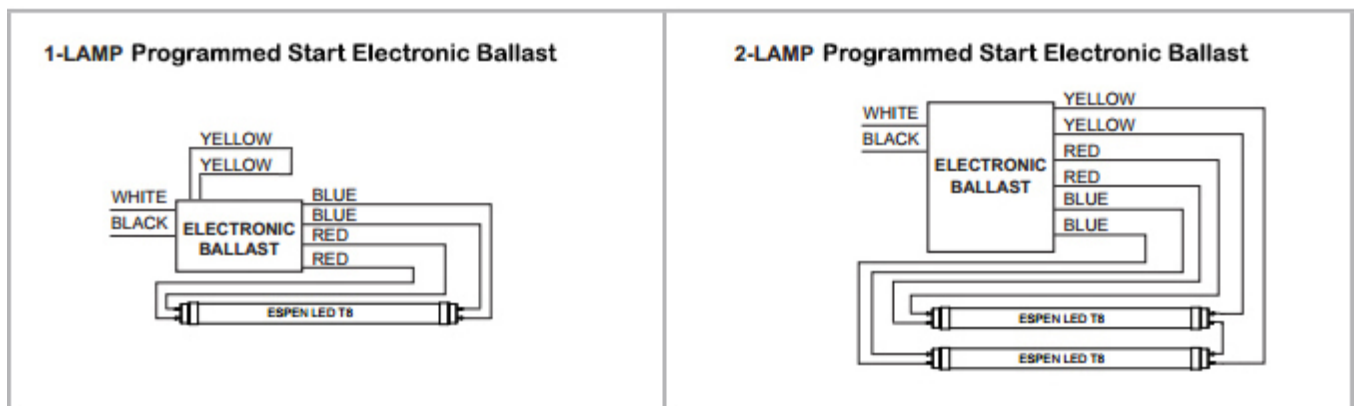 1-LAMP Programmed Start Electronic Ballast
YELLOW
YELLOW
WHITE
BLACK
ELECTRONIC
BALLAST
BLUE
BLUE
RED
RED
ESPEN LED T8
2-LAMP Programmed Start Electronic Ballast
WHITE
BLACK
ELECTRONIC
BALLAST
YELLOW
YELLOW
RED
RED
BLUE
BLUE
ESPEN LED T8
ESPEN LED T8